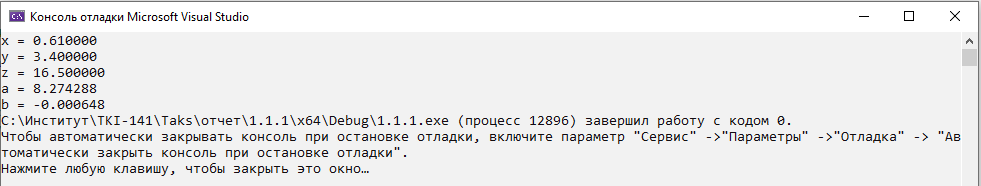 Консоль отладки Microsoft Visual Studio
x = 0.610000
y = 3.400000
z = 16.500000
a = 8.274288
b = -0.000648
C:\Институт\TKI-141\Taks\отчет\1.1.1\x64\Debug\1.1.1.exe (процесс 12896) завершил работу с кодом 0.
Чтобы автоматически закрывать консоль при остановке отладки, включите параметр "Сервис" ->"Параметры" ->"Отладка" -> "Ав
томатически закрыть консоль при остановке отладки".
Нажмите любую клавишу, чтобы закрыть это окно…